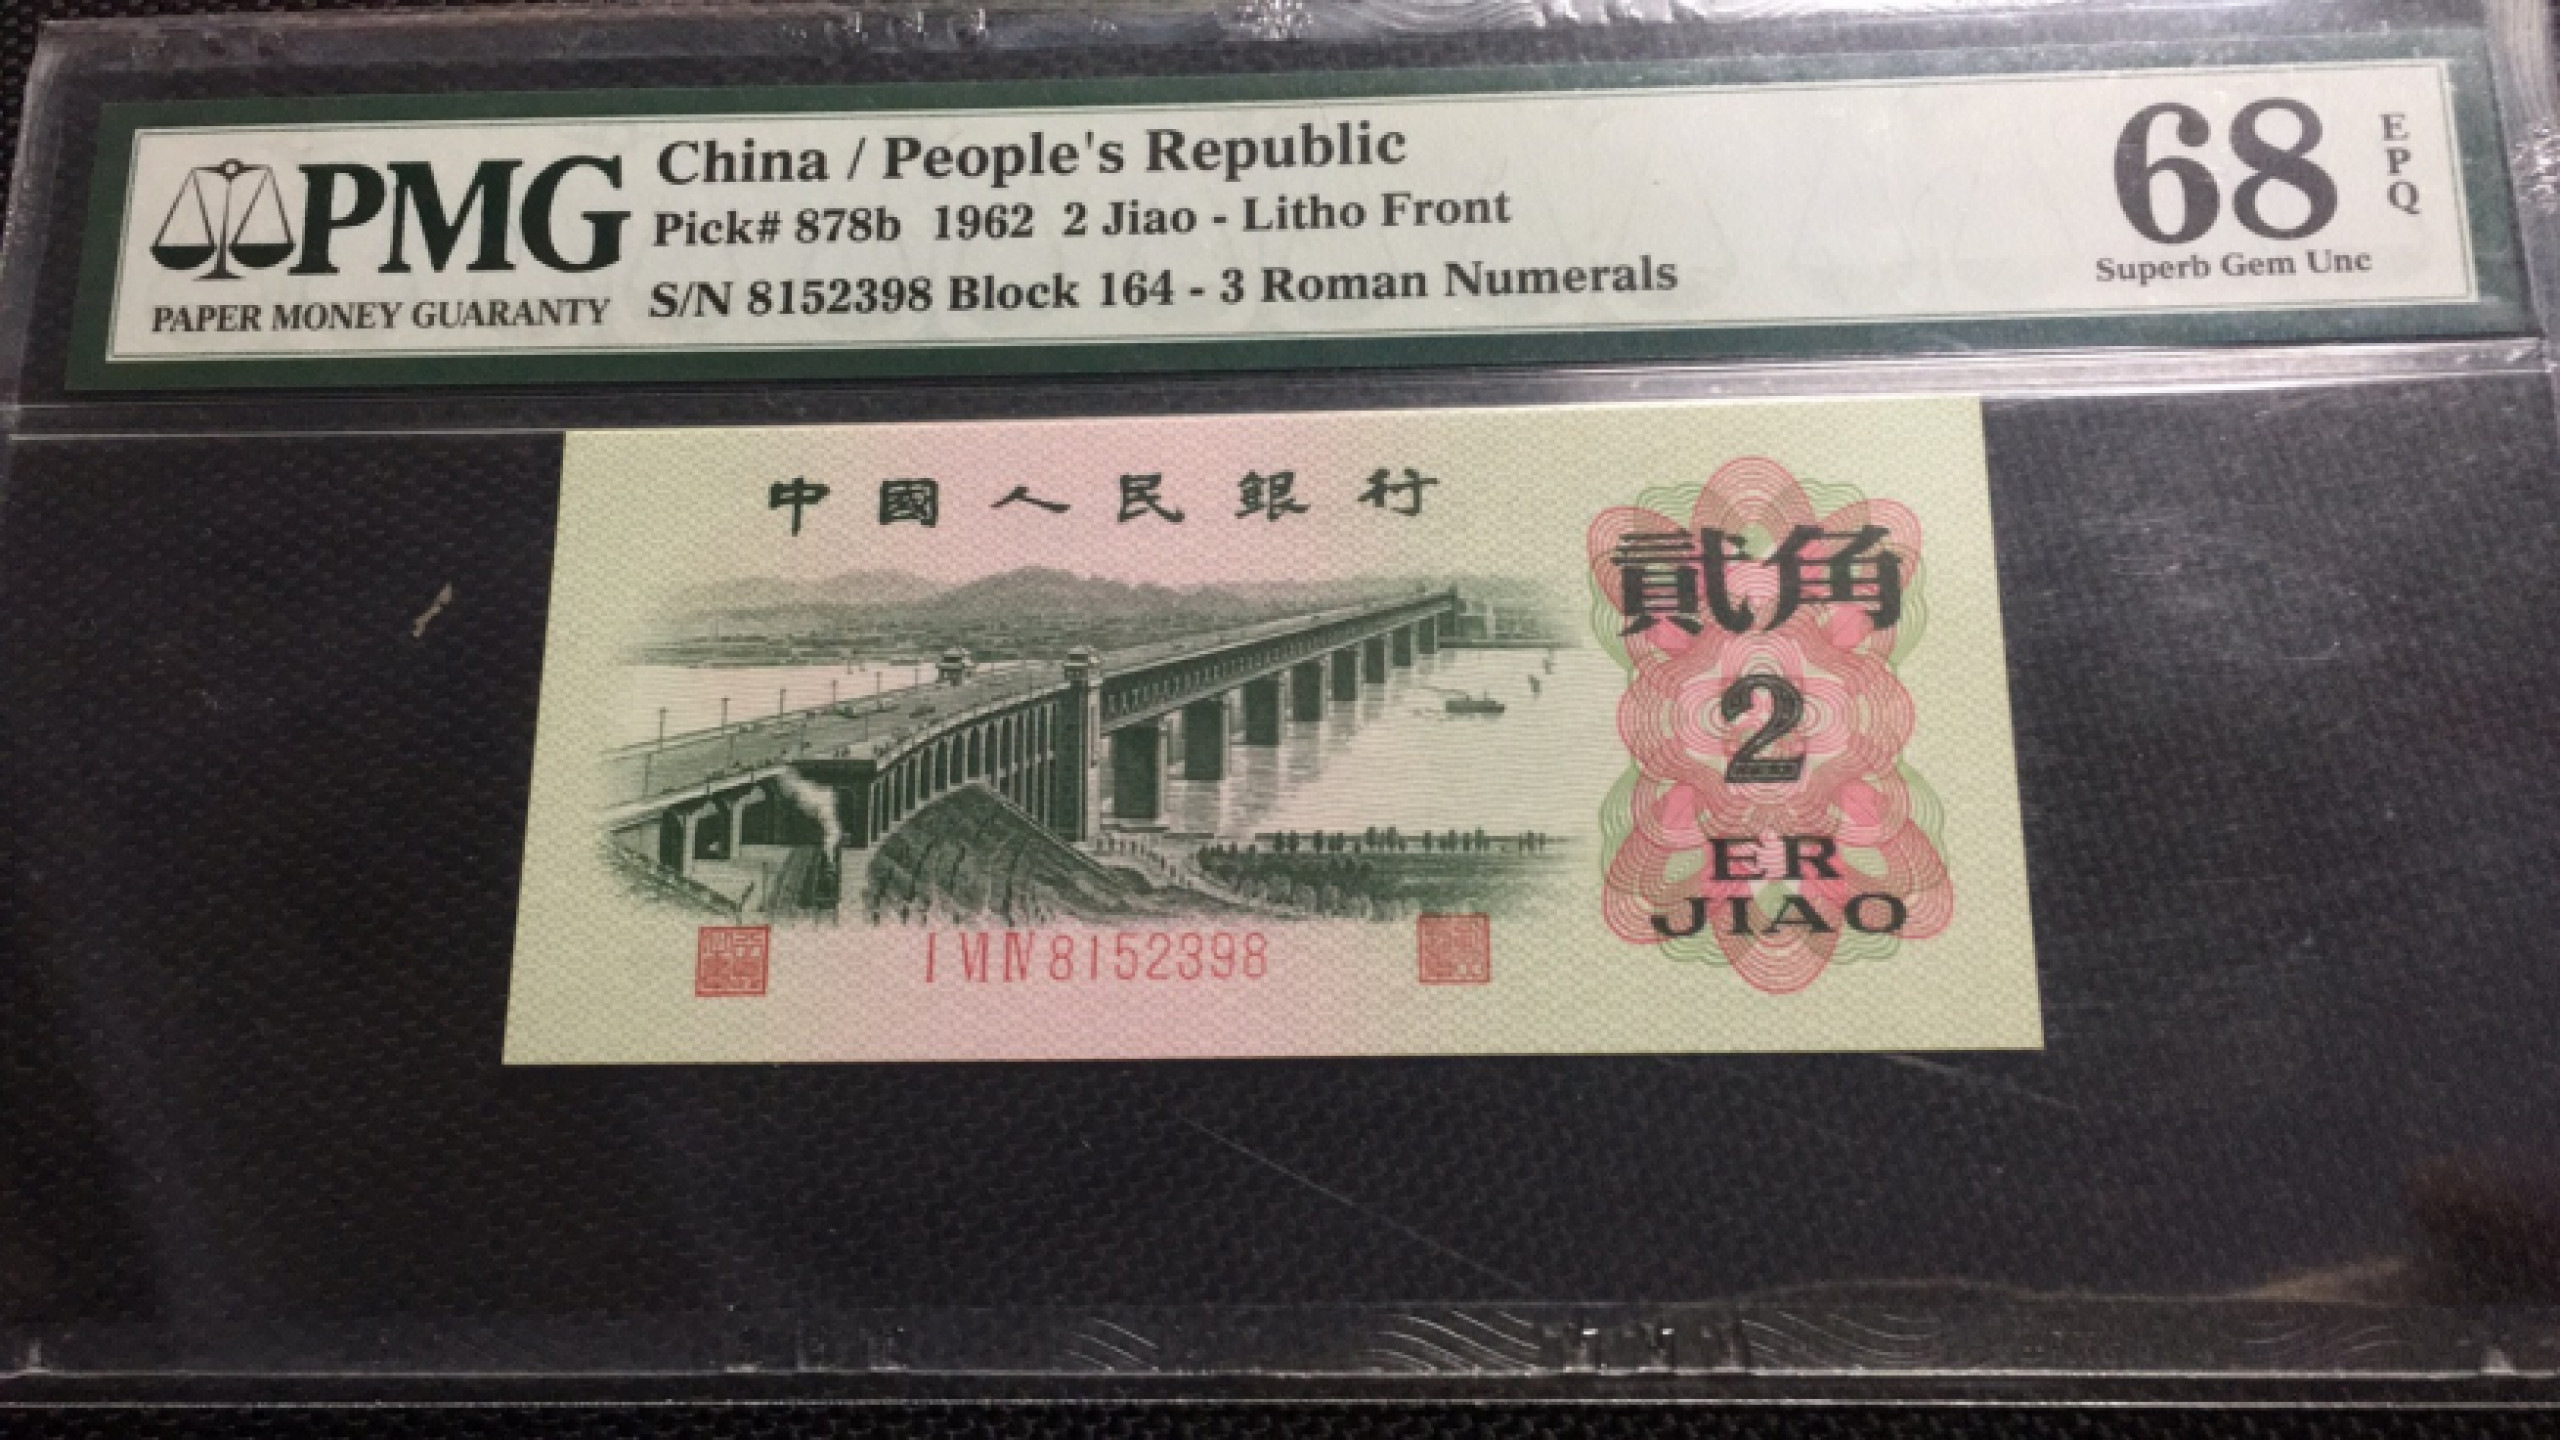 PMG
PAPER MONEY GUARANTY
China / People's Republic
Pick# 878b 1962 2 Jiao - Litho Front
S/N 8152398 Block 164 - 3 Roman Numerals
68
EPQ
Superb Gem Unc
中國人民銀行
貳角
2
ER
JIAO
I VI IV 8152398